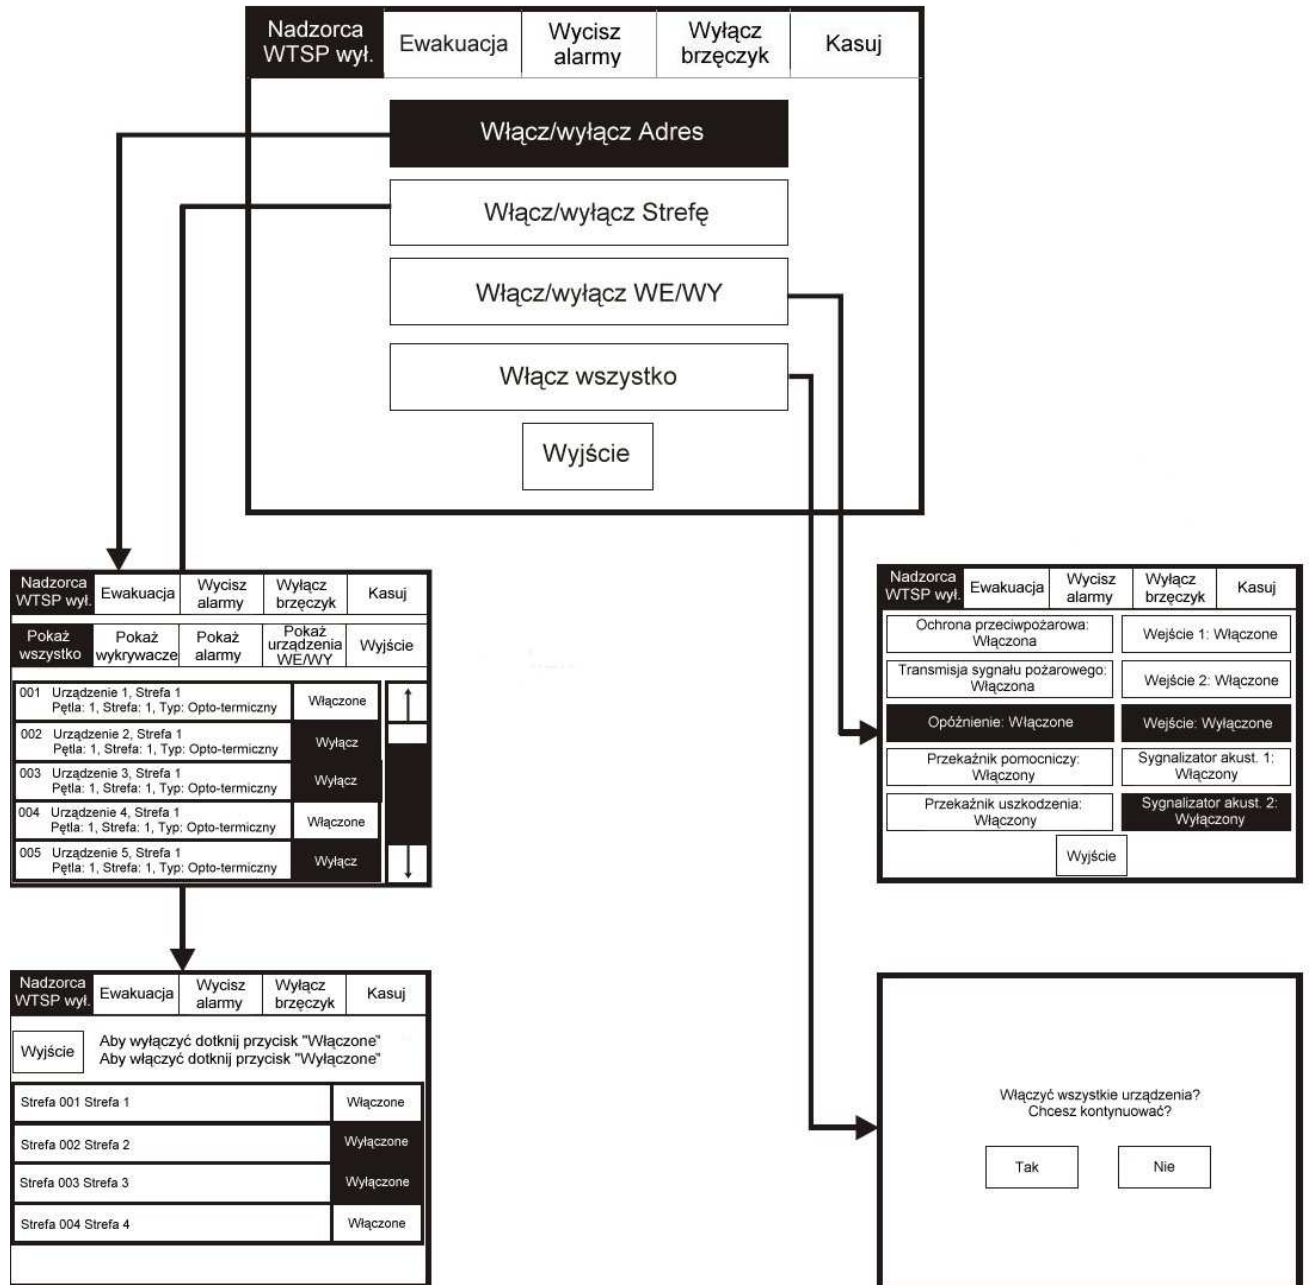 Nadzorca
WTSP wył.
Ewakuacja
Wycisz
alarmy
Wyłącz
brzęczyk
Kasuj
Włącz/wyłącz Adres
Włącz/wyłącz Strefę
Włącz/wyłącz WE/WY
Włącz wszystko
Wyjście
Nadzorca
WTSP wył.
Ewakuacja
Wycisz
alarmy
Wyłącz
brzęczyk
Kasuj
Pokaż
wszystko
Pokaż
wykrywacze
Pokaż
alarmy
Pokaż
urządzenia
WE/WY
Wyjście
001 Urządzenie 1, Strefa 1
Pętla: 1, Strefa: 1, Typ: Opto-termiczny
Włączone
002 Urządzenie 2, Strefa 1
Pętla: 1, Strefa: 1, Typ: Opto-termiczny
Wyłącz
003 Urządzenie 3, Strefa 1
Pętla: 1, Strefa: 1, Typ: Opto-termiczny
Wyłącz
004 Urządzenie 4, Strefa 1
Pętla: 1, Strefa: 1, Typ: Opto-termiczny
Włączone
005 Urządzenie 5, Strefa 1
Pętla: 1, Strefa: 1, Typ: Opto-termiczny
Wyłącz
Nadzorca
WTSP wył.
Ewakuacja
Wycisz
alarmy
Wyłącz
brzęczyk
Kasuj
Ochrona przeciwpożarowa:
Włączona
Wejście 1: Włączone
Transmisja sygnału pożarowego:
Włączona
Wejście 2: Włączone
Opóźnienie: Włączone
Wejście: Wyłączone
Przekaźnik pomocniczy:
Włączony
Sygnalizator akust. 1:
Włączony
Przekaźnik uszkodzenia:
Włączony
Sygnalizator akust. 2:
Wyłączony
Wyjście
Nadzorca
WTSP wył.
Ewakuacja
Wycisz
alarmy
Wyłącz
brzęczyk
Kasuj
Wyjście
Aby wyłączyć dotknij przycisk "Włączone"
Aby włączyć dotknij przycisk "Wyłączone"
Strefa 001 Strefa 1
Włączone
Strefa 002 Strefa 2
Wyłączone
Strefa 003 Strefa 3
Wyłączone
Strefa 004 Strefa 4
Włączone
Włączyć wszystkie urządzenia?
Chcesz kontynuować?
Tak
Nie